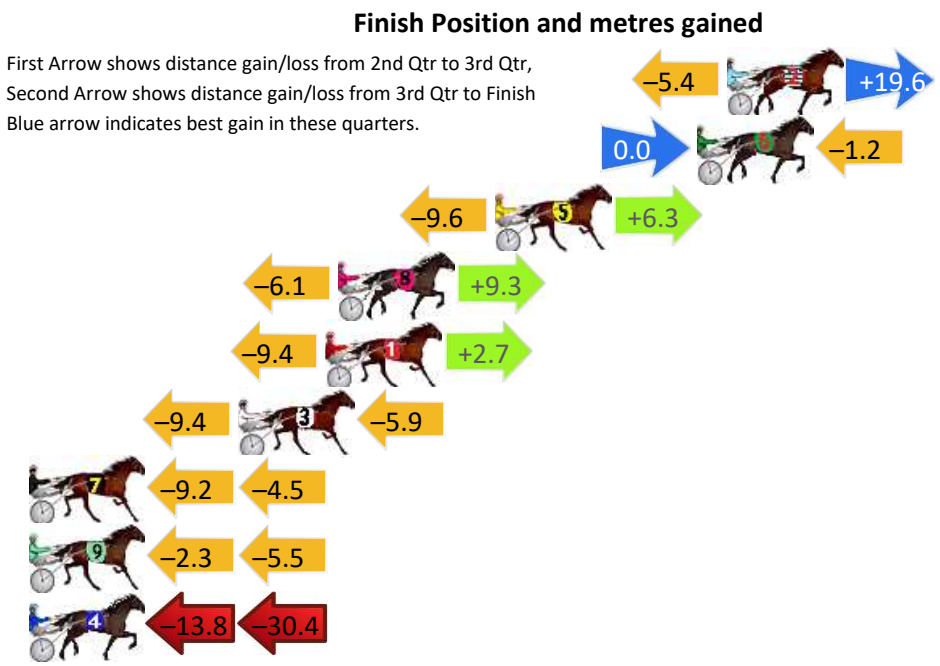 Finish Position and metres gained
First Arrow shows distance gain/loss from 2nd Qtr to 3rd Qtr,
Second Arrow shows distance gain/loss from 3rd Qtr to Finish
Blue arrow indicates best gain in these quarters.
–5.4 2 +19.6
0.0 6 –1.2
–9.6 5 +6.3
–6.1 8 +9.3
–9.4 1 +2.7
–9.4 3 –5.9
7 –9.2 –4.5
9 –2.3 –5.5
4 –13.8 –30.4